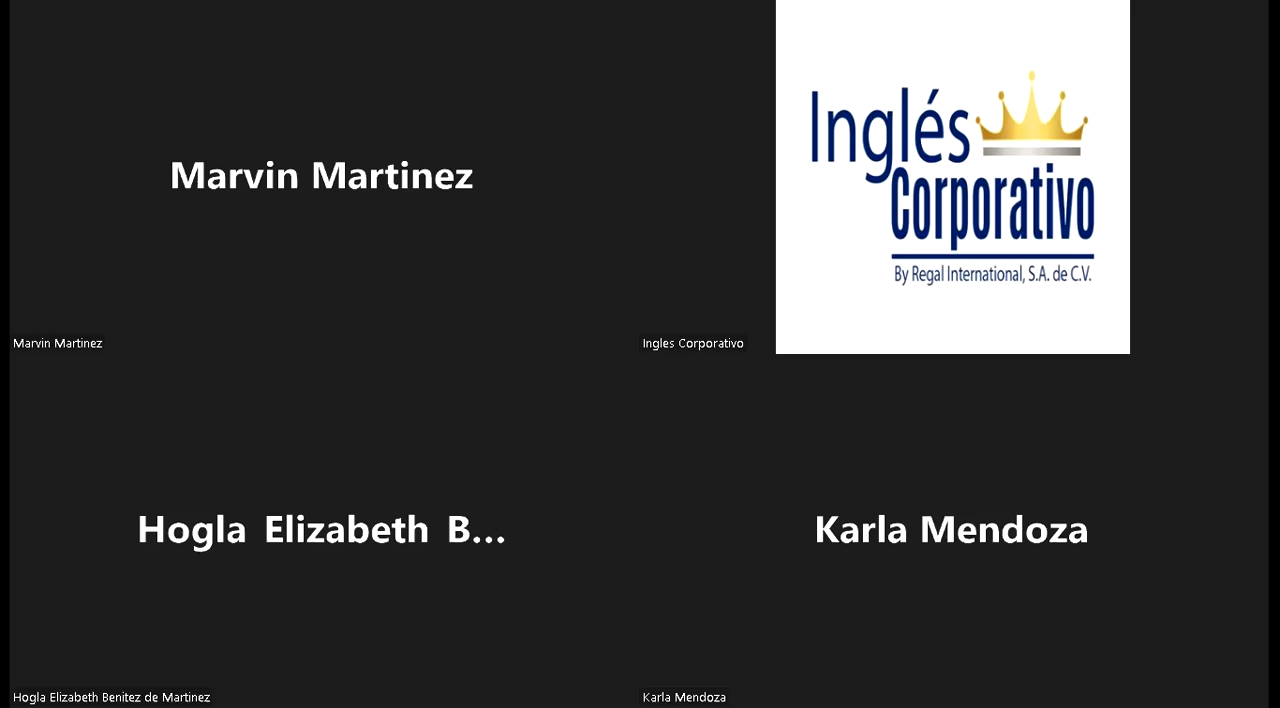 Marvin Martinez
Marvin Martinez
Inglés
Corporativo
By Regal International, S.A. de C.V.
Ingles Corporativo
Hogla Elizabeth B...
Hogla Elizabeth Benitez de Martinez
Karla Mendoza
Karla Mendoza